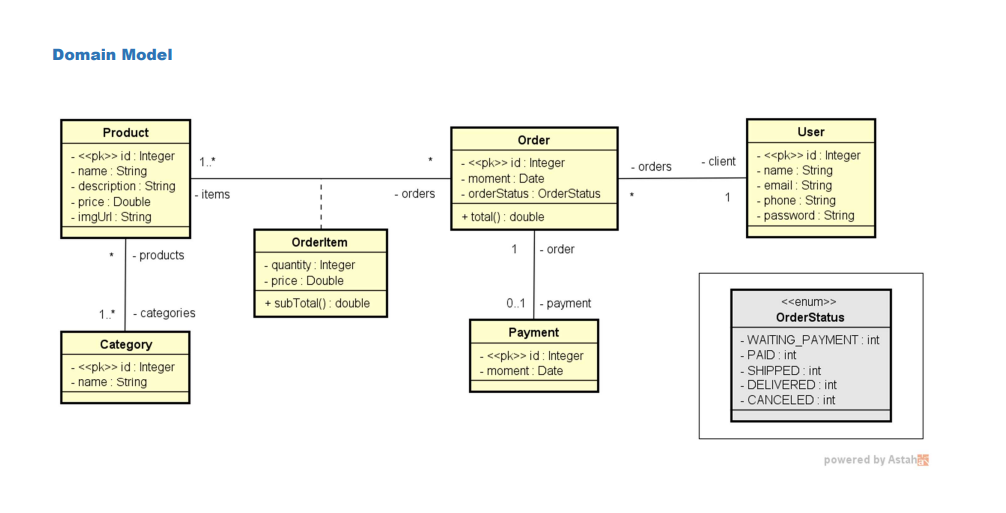 Domain Model
Product
- <<pk>> id : Integer
- name : String
- description : String
- price : Double
- imgUrl : String
1..*
- items
*
- orders
Order
- <<pk>> id : Integer
- moment : Date
- orderStatus : OrderStatus
+ total() : double
- orders
*
- client
1
User
- <<pk>> id : Integer
- name : String
- email : String
- phone : String
- password : String
OrderItem
- quantity : Integer
- price : Double
+ subTotal() : double
* - products
1..* - categories
Category
- <<pk>> id : Integer
- name : String
1 - order
0..1 - payment
Payment
- <<pk>> id : Integer
- moment : Date
<<enum>>
OrderStatus
- WAITING_PAYMENT : int
- PAID : int
- SHIPPED : int
- DELIVERED : int
- CANCELED : int
powered by Astah